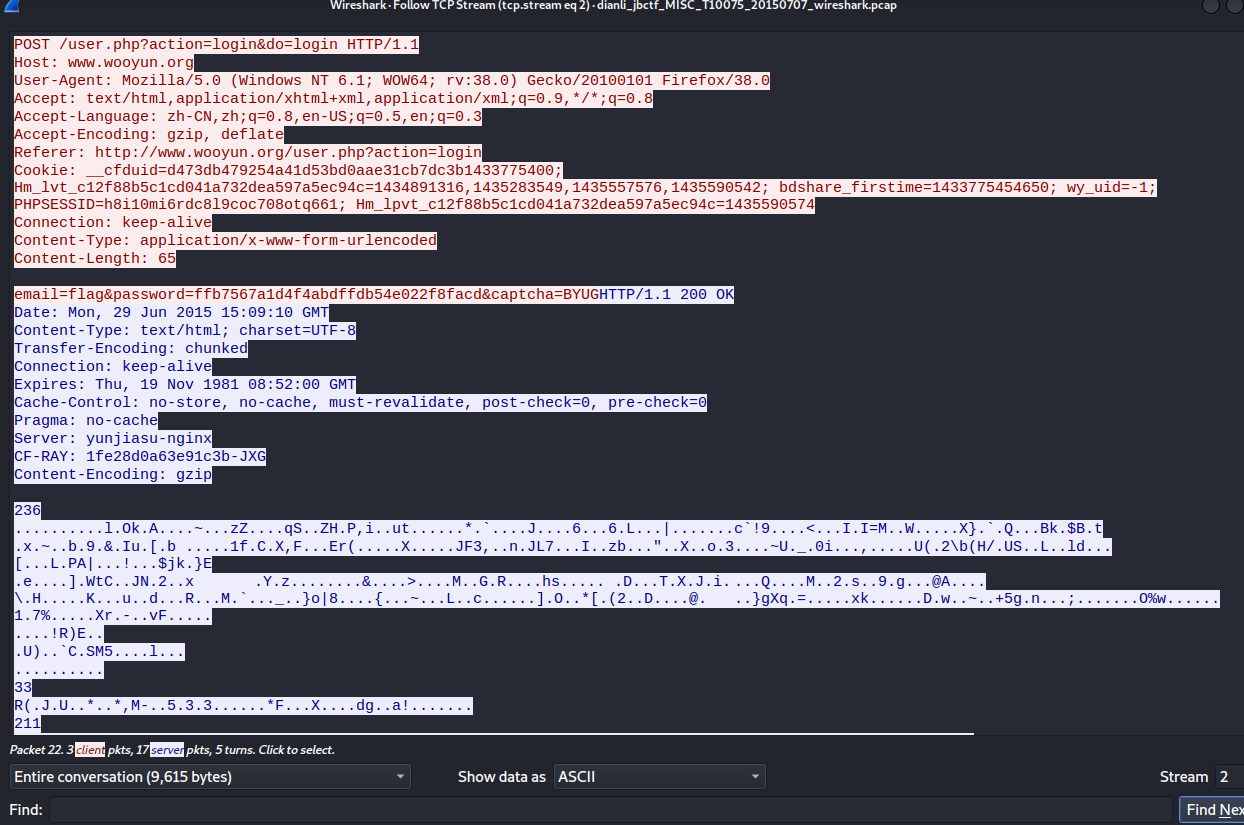 Wireshark · Follow TCP Stream (tcp.stream eq 2) · dianli_jbctf_MISC_T10075_20150707_wireshark.pcap
POST /user.php?action=login&do=login HTTP/1.1
Host: www.wooyun.org
User-Agent: Mozilla/5.0 (Windows NT 6.1; WOW64; rv:38.0) Gecko/20100101 Firefox/38.0
Accept: text/html,application/xhtml+xml,application/xml;q=0.9,*/*;q=0.8
Accept-Language: zh-CN,zh;q=0.8,en-US;q=0.5,en;q=0.3
Accept-Encoding: gzip, deflate
Referer: http://www.wooyun.org/user.php?action=login
Cookie: __cfduid=d473db479254a41d53bd0aae31cb7dc3b1433775400;
Hm_lvt_c12f88b5c1cd041a732dea597a5ec94c=1434891316,1435283549,1435557576,1435590542; bdshare_firstime=1433775454650; wy_uid=-1;
PHPSESSID=h8i10mi6rdc8l9coc708otq661; Hm_lpvt_c12f88b5c1cd041a732dea597a5ec94c=1435590574
Connection: keep-alive
Content-Type: application/x-www-form-urlencoded
Content-Length: 65
email=flag&password=ffb7567a1d4f4abdffdb54e022f8facd&captcha=BYUGHTTP/1.1 200 OK
Date: Mon, 29 Jun 2015 15:09:10 GMT
Content-Type: text/html; charset=UTF-8
Transfer-Encoding: chunked
Connection: keep-alive
Expires: Thu, 19 Nov 1981 08:52:00 GMT
Cache-Control: no-store, no-cache, must-revalidate, post-check=0, pre-check=0
Pragma: no-cache
Server: yunjiasu-nginx
CF-RAY: 1fe28d0a63e91c3b-JXG
Content-Encoding: gzip
236
..........l.Ok.A....~...zZ....qS..ZH.P,i..ut......*.`....J....6...6.L...|.......c`!9....<...I.I=M..W.....X}.`.Q...Bk.$B.t
.x.~..b.9.&.Iu.[.b .....1f.C.X,F...Er(.....X.....JF3,..n.JL7...I..zb..."..X..o.3....~U._.0i...,.....U(.2\b(H/.US..L..ld...
[...L.PA|...!...$jk.}E
.e....].WtC..JN.2..x .Y.z........&....>....M..G.R....hs..... .D...T.X.J.i. ...Q....M..2.s..9.g...@A....
\.H.....K...u..d...R...M.`..._..}o|8....{...~...L..c......].O..*[.(2..D....@. ..}gXq.=.....xk......D.w..~..+5g.n...;.......O%w......
1.7%.....Xr.-..vF.....
....!R)E..
.U)..`C.SM5....l...
..........
33
R(.J.U..*..*,M-..5.3.3......*F...X....dg..a!.......
211
Packet 22. 3 client pkts, 17 server pkts, 5 turns. Click to select.
Entire conversation (9,615 bytes)
Show data as
ASCII
Stream
2
Find:
Find Nex